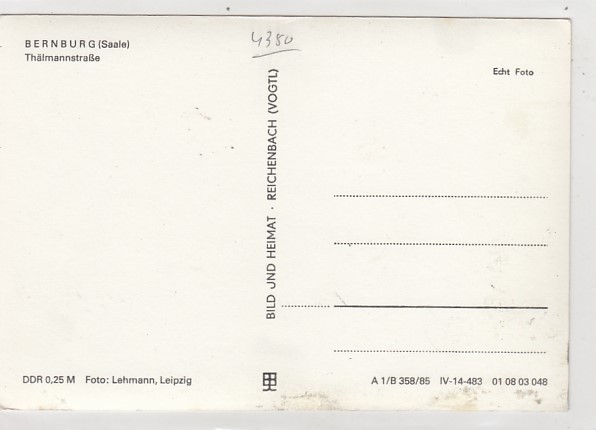 BERNBURG (Saale)
Thälmannstraße
4380
Echt Foto
BILD UND HEIMAT · REICHENBACH (VOGTL)
DDR 0,25 M Foto: Lehmann, Leipzig
A 1/B 358/85 IV-14-483 01 08 03 048